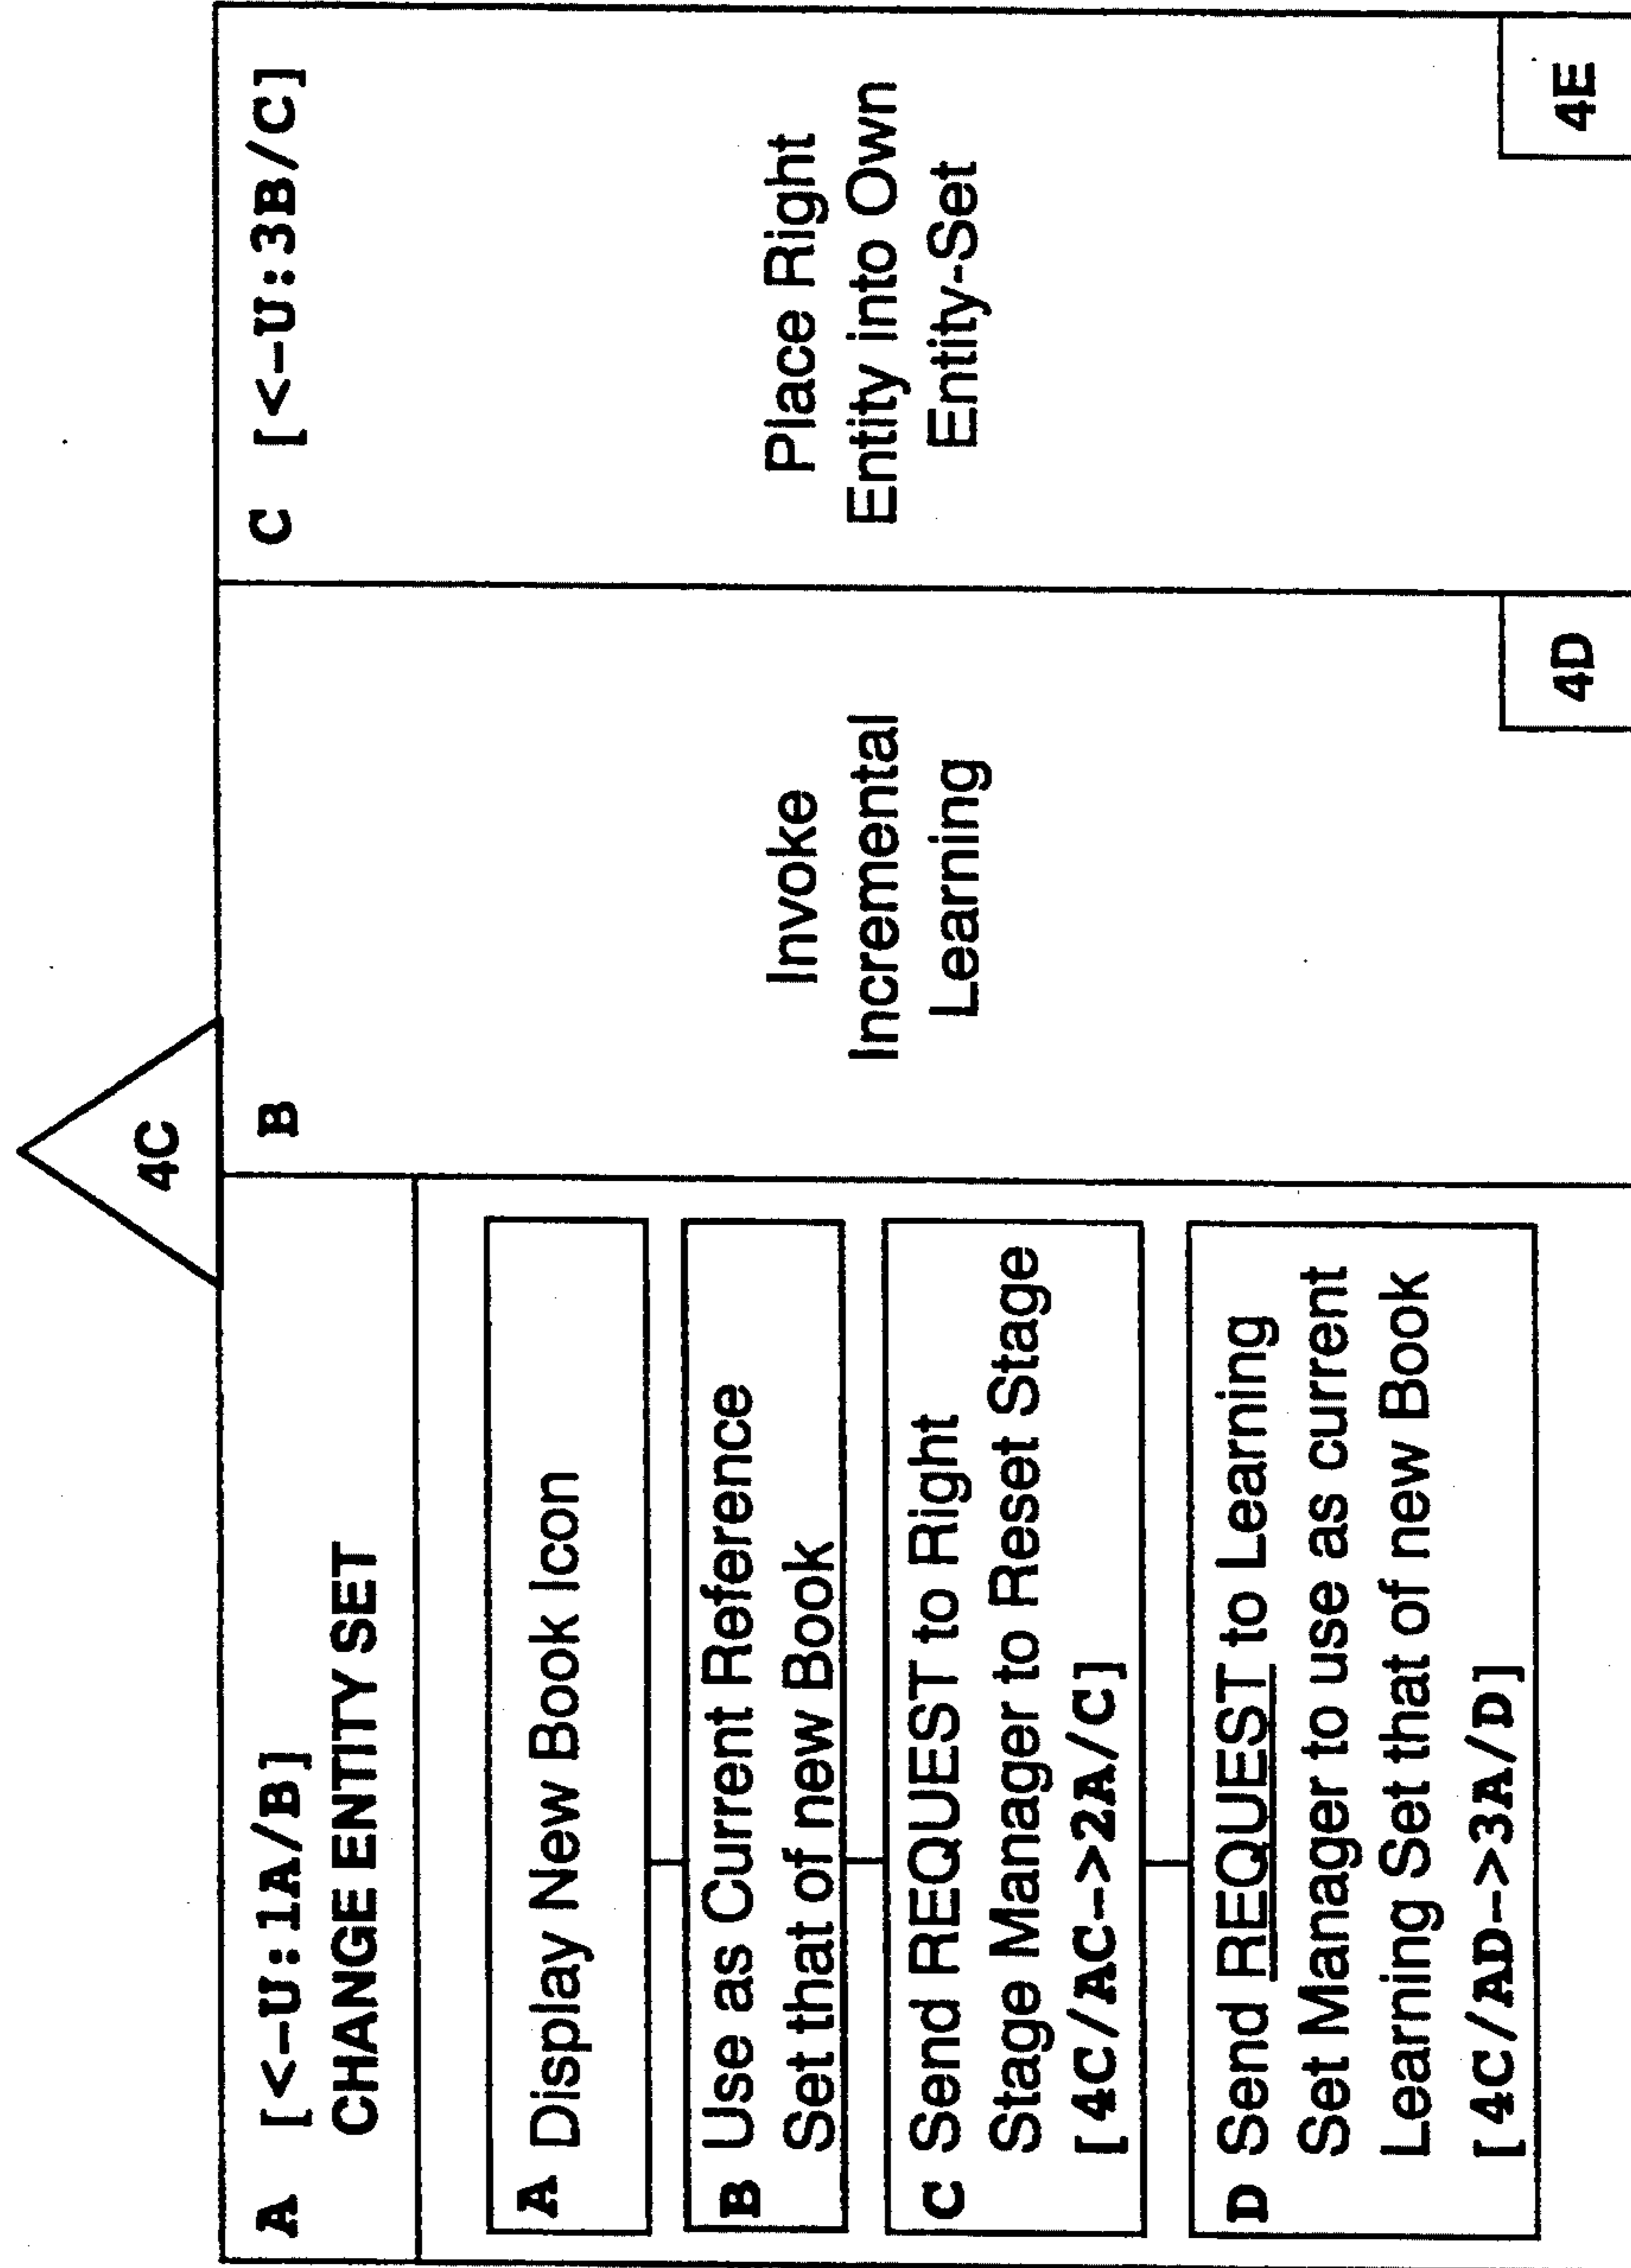 4C
A [<-U:1A/B]
CHANGE ENTITY SET
A Display New Book Icon
B Use as Current Reference
Set that of new Book
C Send REQUEST to Right
Stage Manager to Reset Stage
[4C/AC->2A/C]
D Send REQUEST to Learning
Set Manager to use as current
Learning Set that of new Book
[4C/AD->3A/D]
B
Invoke
Incremental
Learning
4D
C [<-U:3B/C]
Place Right
Entity into Own
Entity-Set
4E